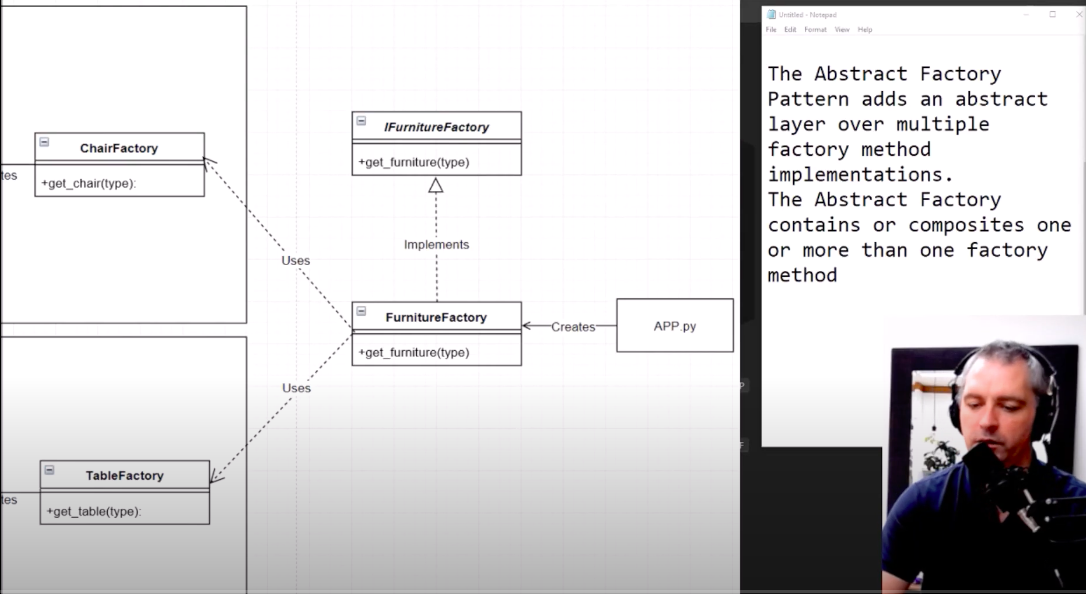 IFurnitureFactory
+get_furniture(type)
ChairFactory
+get_chair(type):
tes
Implements
Uses
FurnitureFactory
+get_furniture(type)
Creates
APP.py
Uses
TableFactory
+get_table(type):
tes
Untitled - Notepad
File Edit Format View Help
The Abstract Factory
Pattern adds an abstract
layer over multiple
factory method
implementations.
The Abstract Factory
contains or composites one
or more than one factory
method